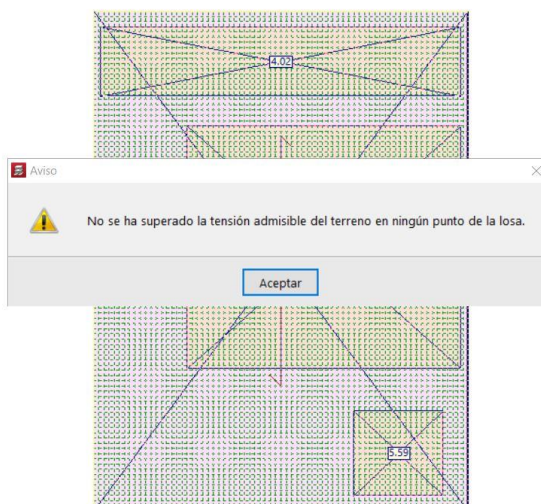 4.02
Aviso
No se ha superado la tensión admisible del terreno en ningún punto de la losa.
Aceptar
5.59